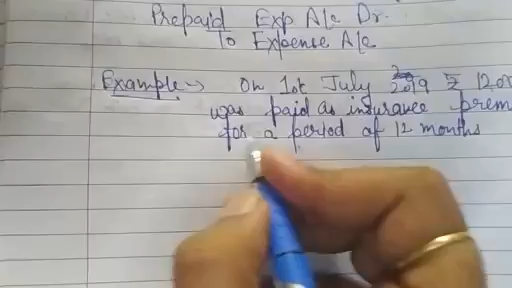 Prepaid Exp A/c Dr.
To Expense A/c
Example :→ On 1st July 2019 ₹
was paid as insurance
for a period of 12 months